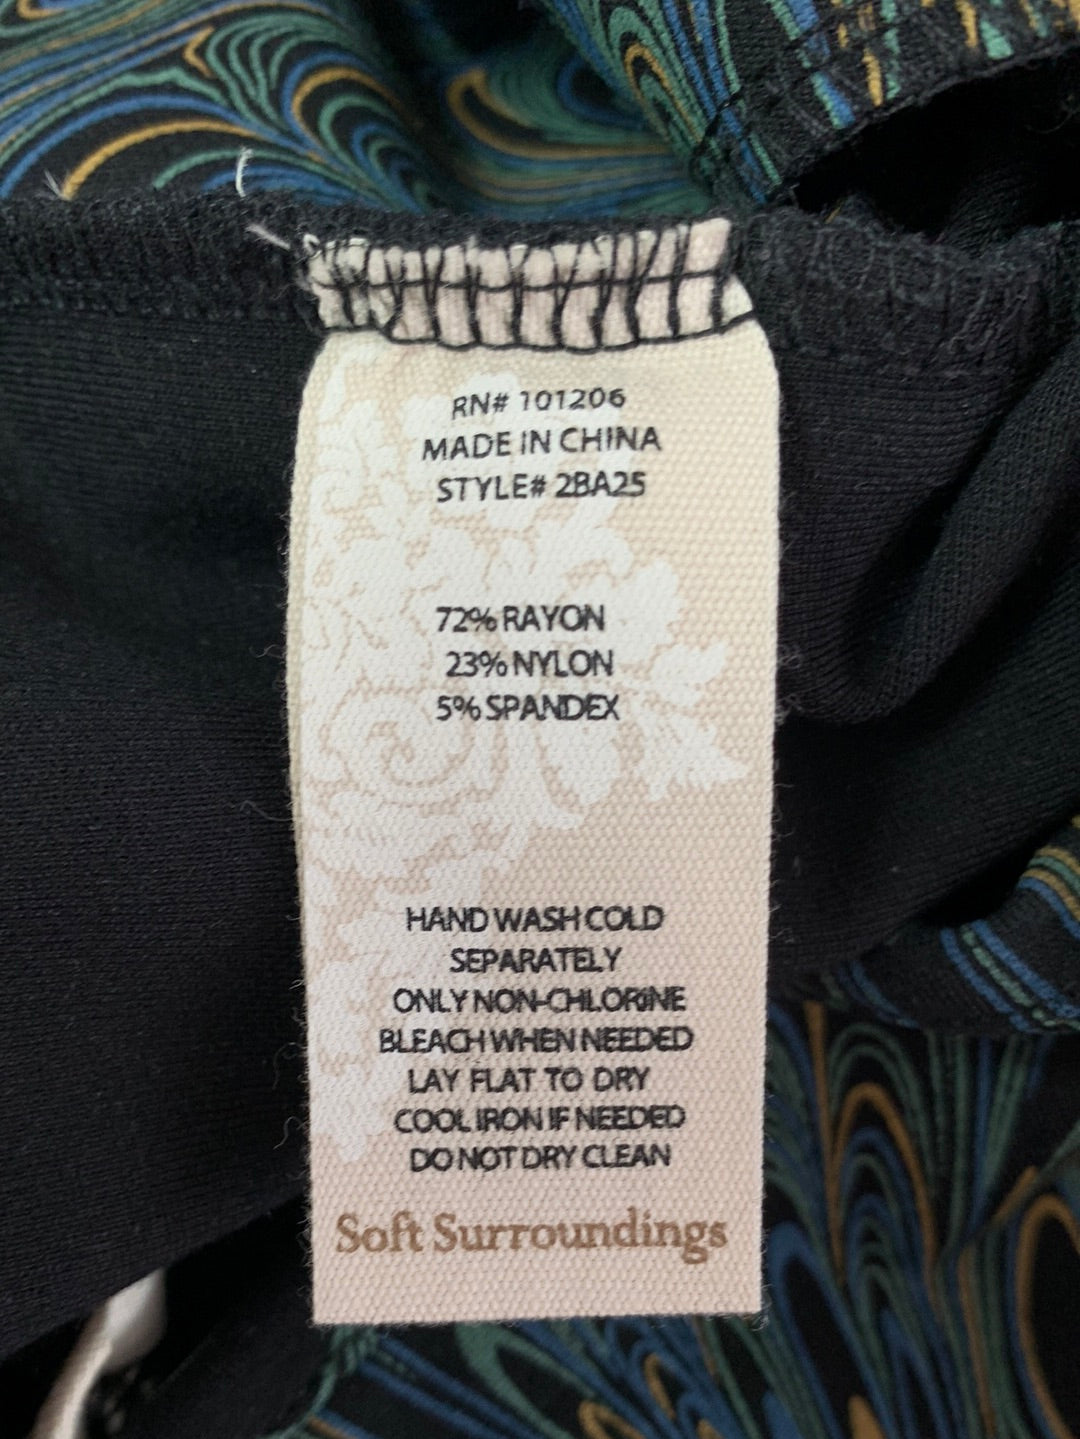 RN# 101206
MADE IN CHINA
STYLE# 2BA25
72% RAYON
23% NYLON
5% SPANDEX
HAND WASH COLD
SEPARATELY
ONLY NON-CHLORINE
BLEACH WHEN NEEDED
LAY FLAT TO DRY
COOL IRON IF NEEDED
DO NOT DRY CLEAN
Soft Surroundings